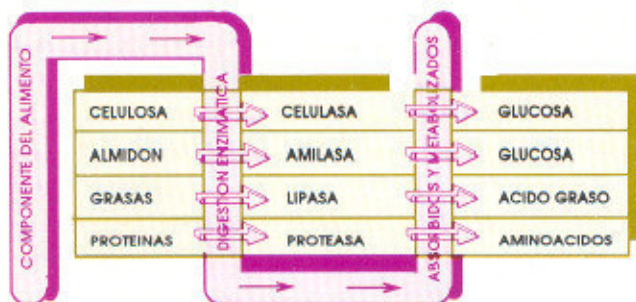 COMPONENTE DEL ALIMENTO
DIGESTION ENZIMATICA
ABSORBIDOS Y METABOLIZADOS
CELULOSA CELULASA GLUCOSA
ALMIDON AMILASA GLUCOSA
GRASAS LIPASA ACIDO GRASO
PROTEINAS PROTEASA AMINOACIDOS